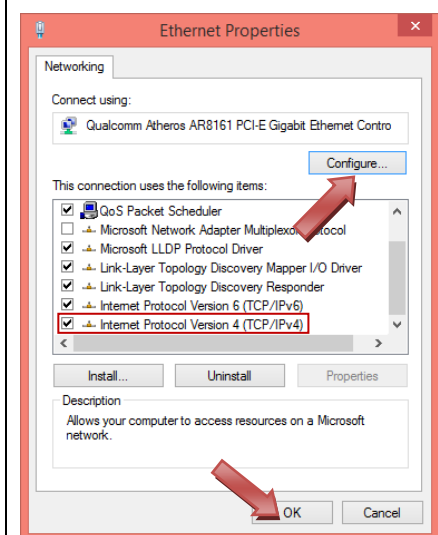 Ethernet Properties
Networking
Connect using:
Qualcomm Atheros AR8161 PCI-E Gigabit Ethernet Contro
Configure...
This connection uses the following items:
QoS Packet Scheduler
Microsoft Network Adapter Multiplexo otocol
Microsoft LLDP Protocol Driver
Link-Layer Topology Discovery Mapper I/O Driver
Link-Layer Topology Discovery Responder
Internet Protocol Version 6 (TCP/IPv6)
Internet Protocol Version 4 (TCP/IPv4)
Install... Uninstall Properties
Description
Allows your computer to access resources on a Microsoft
network.
OK Cancel